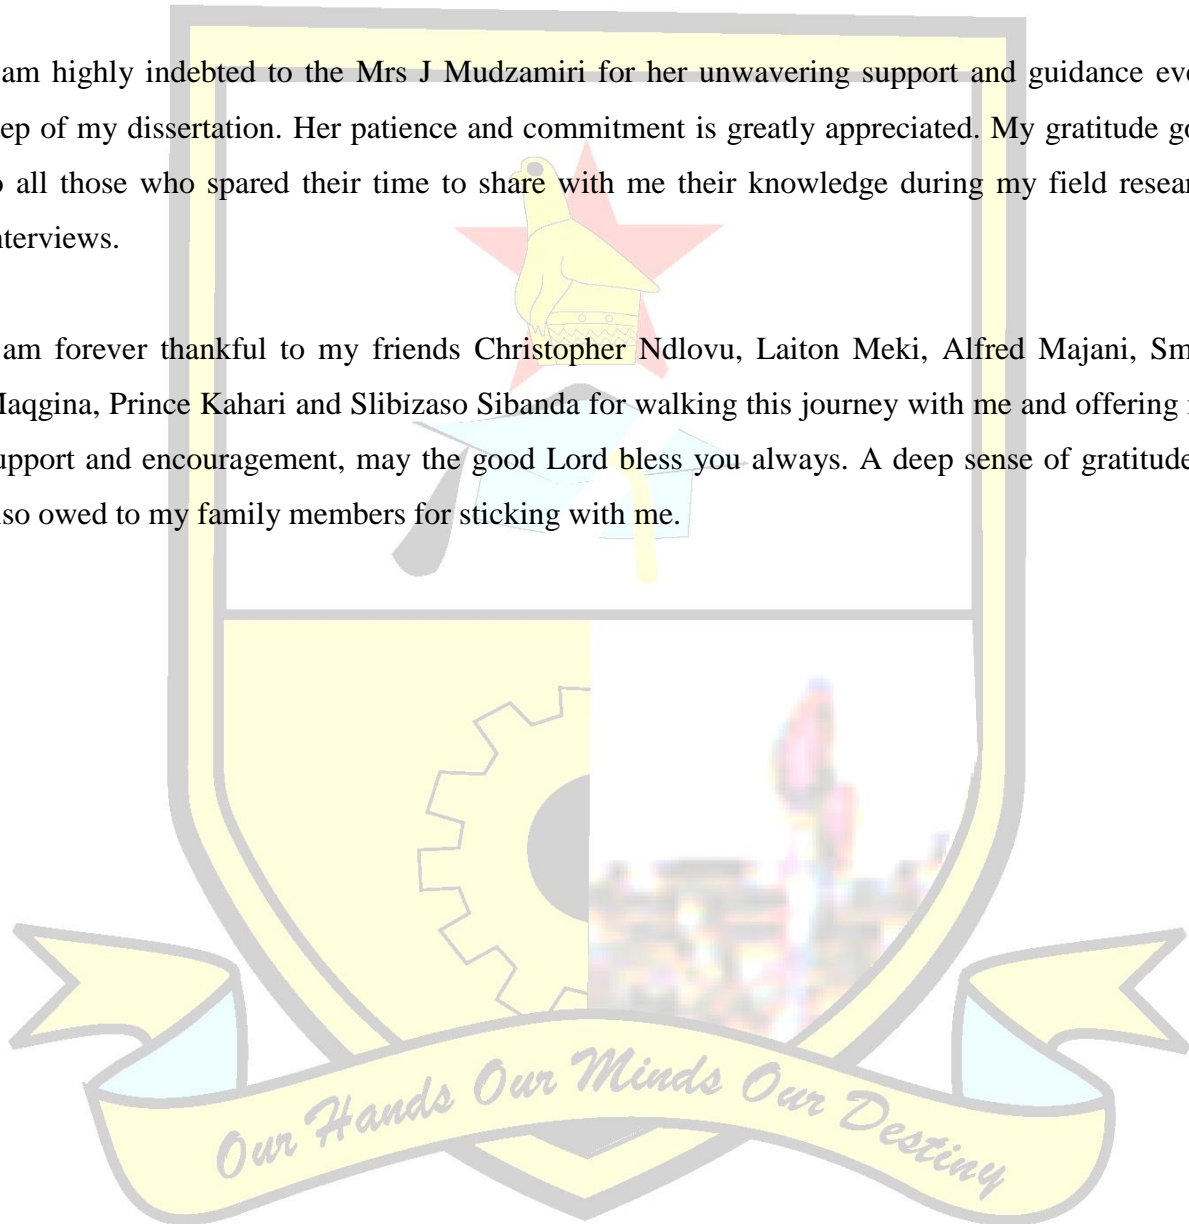 am highly indebted to the Mrs J Mudzamiri for her unwavering support and guidance eve
ep of my dissertation. Her patience and commitment is greatly appreciated. My gratitude go
o all those who spared their time to share with me their knowledge during my field resear
nterviews.
am forever thankful to my friends Christopher Ndlovu, Laiton Meki, Alfred Majani, Sm
Maqgina, Prince Kahari and Slibizaso Sibanda for walking this journey with me and offering
upport and encouragement, may the good Lord bless you always. A deep sense of gratitude
lso owed to my family members for sticking with me.
Our Hands Our Minds Our Destiny